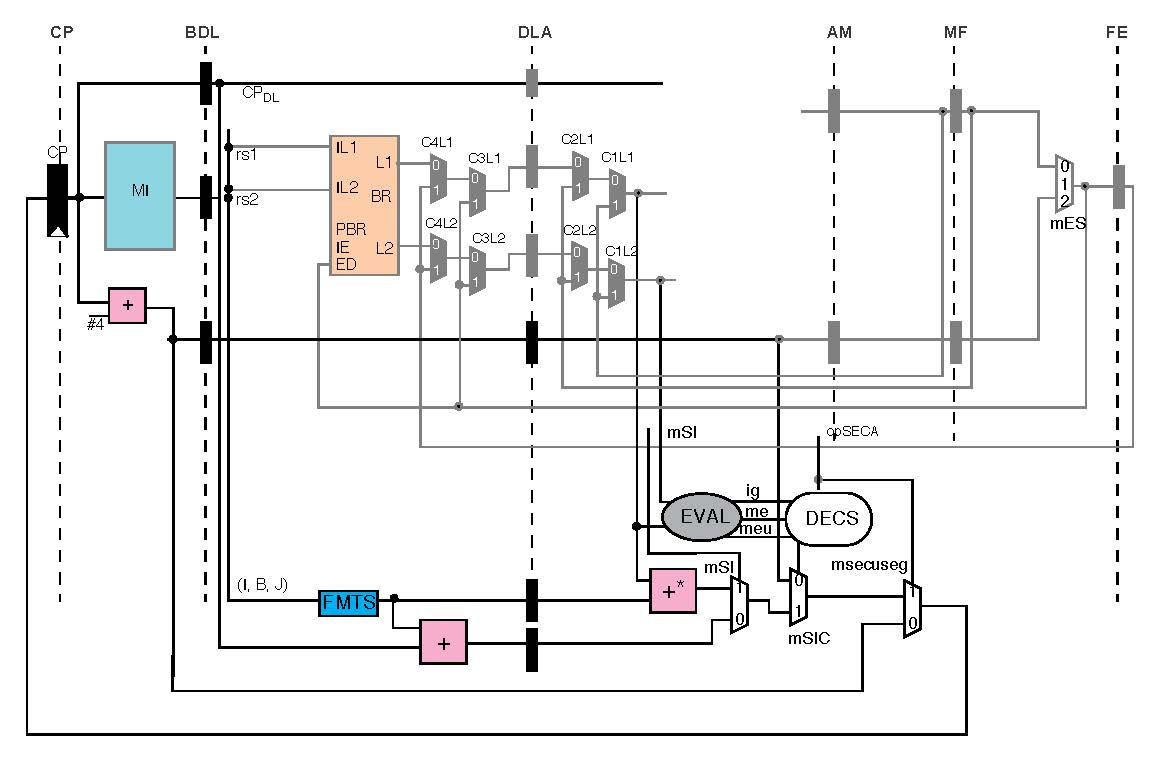 CP BDL DLA AM MF FE
CPDL
CP
MI
rs1
rs2
IL1
L1
IL2
BR
PBR
IE
L2
ED
C4L1
0
1
C3L1
0
1
C2L1
0
1
C1L1
0
1
C4L2
0
1
C3L2
0
1
C2L2
0
1
C1L2
0
1
0
1
2
mES
+
#4
mSI
opSECA
EVAL
ig
me
meu
DECS
(I, B, J)
FMTS
+
+*
mSI
1
0
0
1
mSIC
msecuseg
1
0